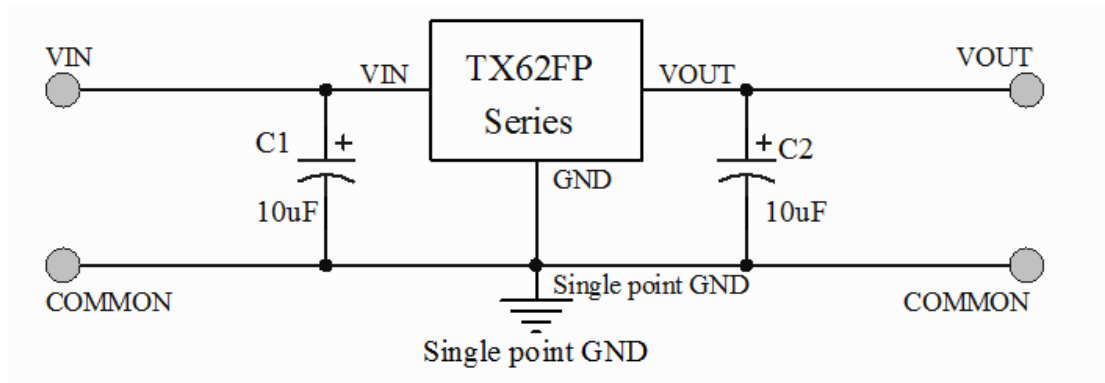 VIN
VOUT
VIN
TX62FP
VOUT
Series
C1
+
+
C2
GND
10uF
10uF
Single point GND
COMMON
COMMON
Single point GND